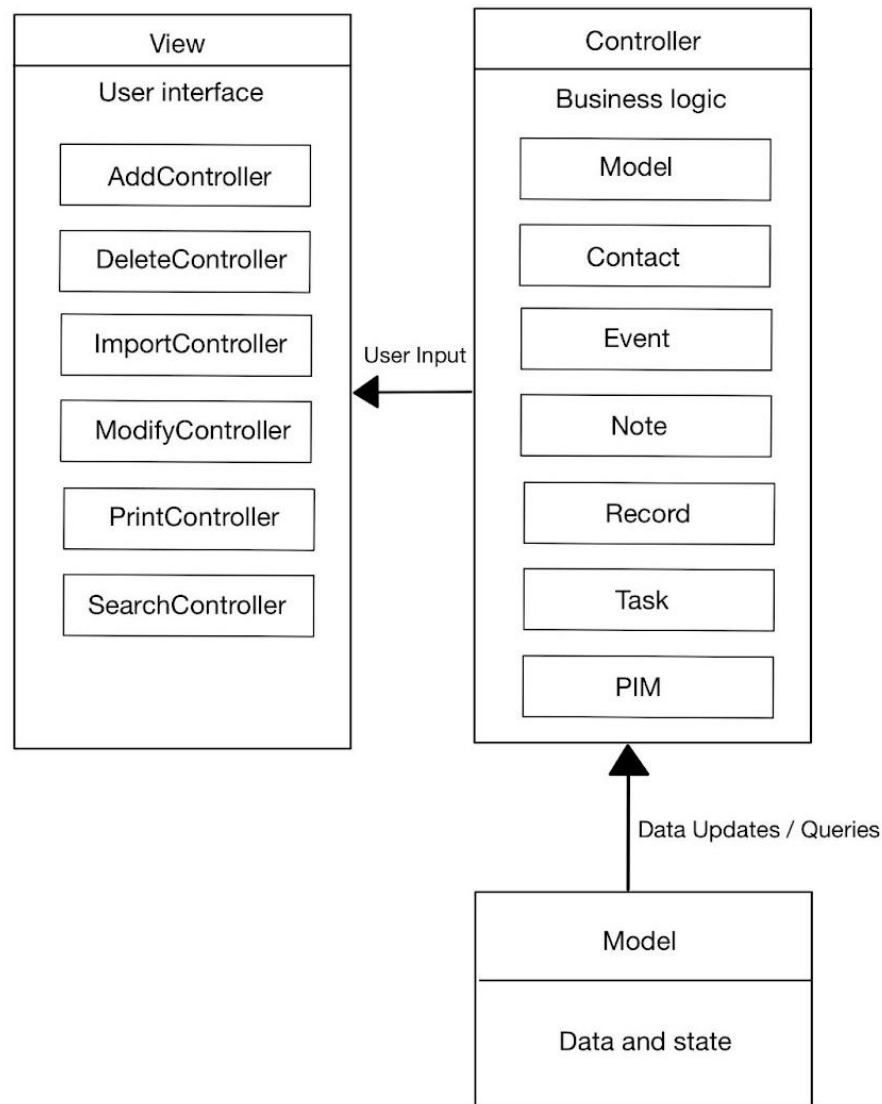 View
User interface
AddController
DeleteController
ImportController
ModifyController
PrintController
SearchController
User Input
Controller
Business logic
Model
Contact
Event
Note
Record
Task
PIM
Data Updates / Queries
Model
Data and state